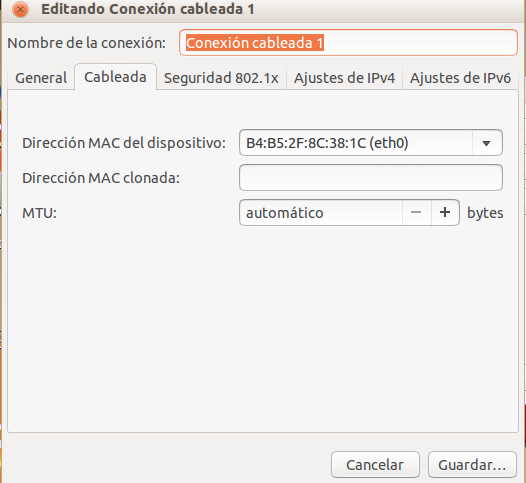 Editando Conexión cableada 1
Nombre de la conexión: Conexión cableada 1
General Cableada Seguridad 802.1x Ajustes de IPv4 Ajustes de IPv6
Dirección MAC del dispositivo: B4:B5:2F:8C:38:1C (eth0)
Dirección MAC clonada:
MTU: automático − + bytes
Cancelar Guardar...